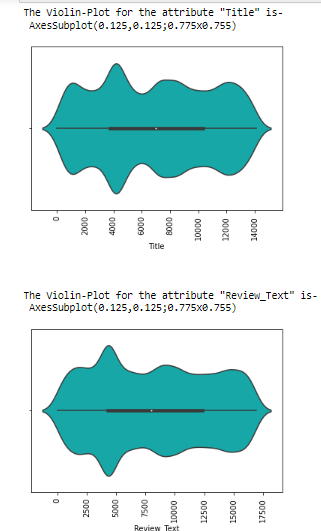 The Violin-Plot for the attribute "Title" is-
AxesSubplot(0.125,0.125;0.775x0.755)
0 2000 4000 6000 8000 10000 12000 14000
Title
The Violin-Plot for the attribute "Review_Text" is-
AxesSubplot(0.125,0.125;0.775x0.755)
0 2500 5000 7500 10000 12500 15000 17500
Review_Text